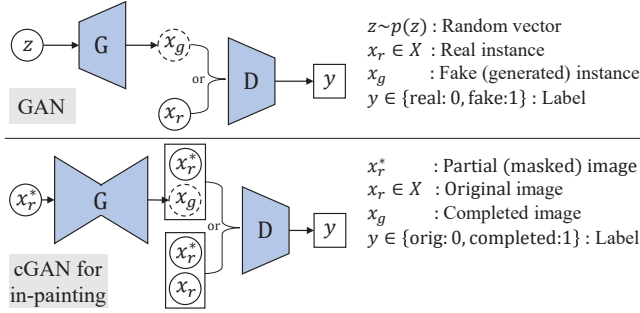 z
G
x_g
or
x_r
D
y
GAN
z~p(z) : Random vector
x_r ∈ X : Real instance
x_g : Fake (generated) instance
y ∈ {real: 0, fake:1} : Label
x_r^*
G
x_r^*
x_g
or
x_r^*
x_r
D
y
cGAN for
in-painting
x_r^* : Partial (masked) image
x_r ∈ X : Original image
x_g : Completed image
y ∈ {orig: 0, completed:1} : Label